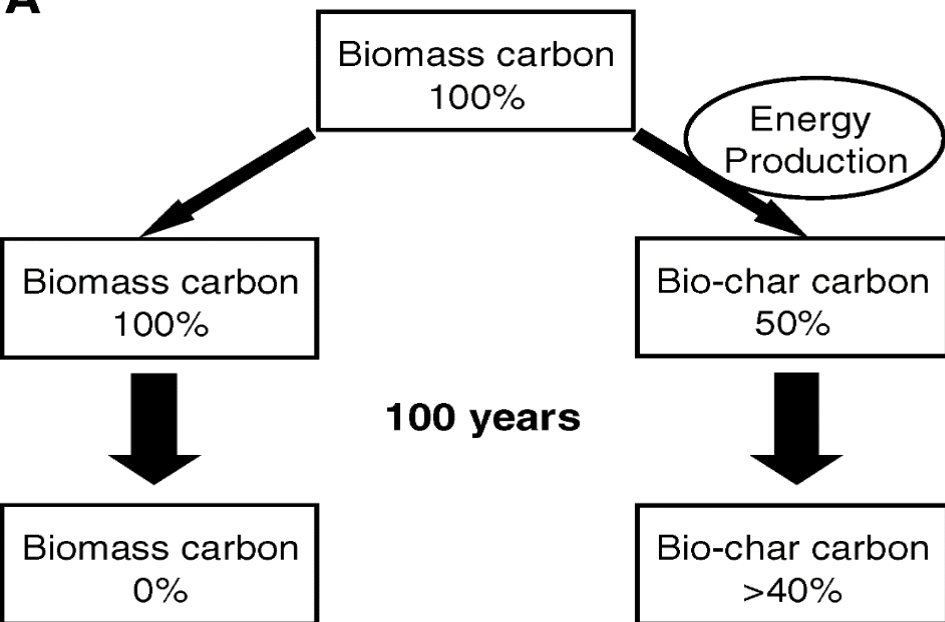 A
Biomass carbon
100%
Energy
Production
Biomass carbon
100%
Bio-char carbon
50%
100 years
Biomass carbon
0%
Bio-char carbon
>40%